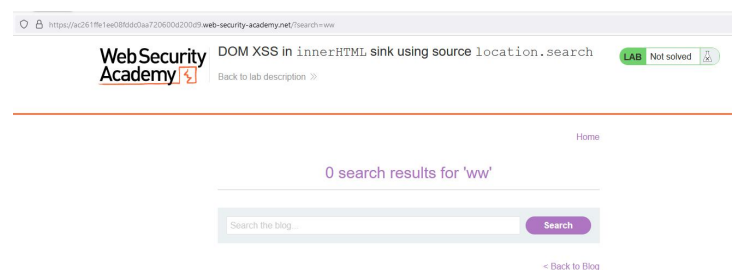 https://ac261ffe1ee08fddc0aa720600d200d9.web-security-academy.net/?search=ww
Web Security
Academy
DOM XSS in innerHTML sink using source location.search
Back to lab description >>
LAB Not solved
Home
0 search results for 'ww'
Search the blog...
Search
< Back to Blog